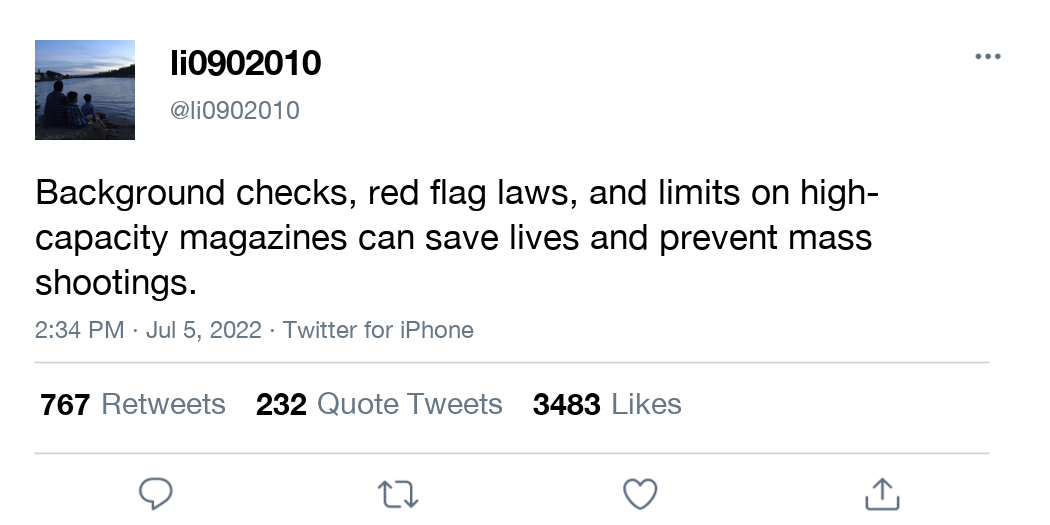 li0902010
@li0902010
Background checks, red flag laws, and limits on high-
capacity magazines can save lives and prevent mass
shootings.
2:34 PM · Jul 5, 2022 · Twitter for iPhone
767 Retweets 232 Quote Tweets 3483 Likes